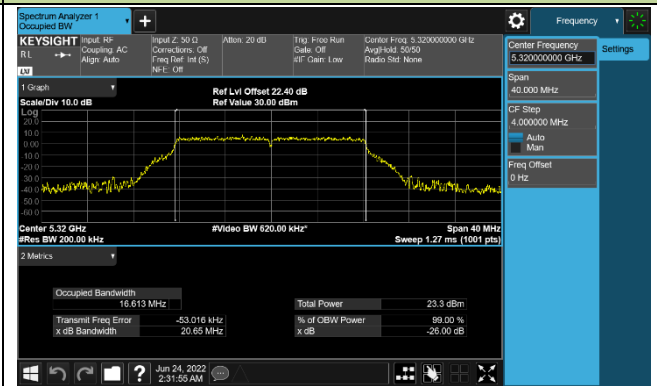 Spectrum Analyzer 1
Occupied BW
Frequency
KEYSIGHT
RL
LXI
Input: RF
Coupling: AC
Align: Auto
Input Z: 50 Ω
Corrections: Off
Freq Ref: Int (S)
NFE: Off
Atten: 20 dB
Trig: Free Run
Gate: Off
#IF Gain: Low
Center Freq: 5.320000000 GHz
Avg|Hold: 50/50
Radio Std: None
Center Frequency
5.320000000 GHz
Settings
Span
40.000 MHz
CF Step
4.000000 MHz
Auto
Man
Freq Offset
0 Hz
1 Graph
Scale/Div 10.0 dB
Ref Lvl Offset 22.40 dB
Ref Value 30.00 dBm
Log
20.0
10.0
0.00
-10.0
-20.0
-30.0
-40.0
-50.0
-60.0
Center 5.32 GHz
#Video BW 620.00 kHz*
Span 40 MHz
#Res BW 200.00 kHz
Sweep 1.27 ms (1001 pts)
2 Metrics
Occupied Bandwidth
16.613 MHz
Total Power 23.3 dBm
Transmit Freq Error -53.016 kHz
% of OBW Power 99.00 %
x dB Bandwidth 20.65 MHz
x dB -26.00 dB
?
Jun 24, 2022
2:31:55 AM